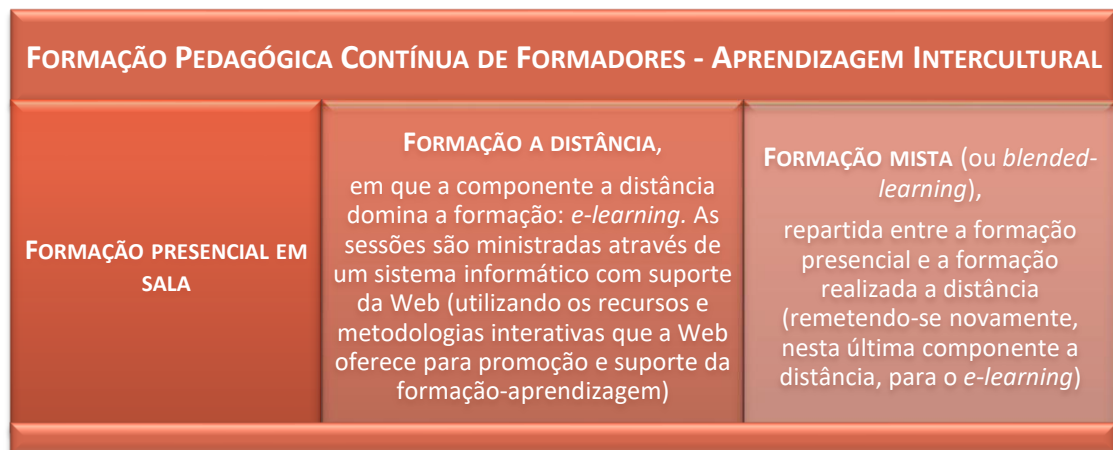 FORMAÇÃO PEDAGÓGICA CONTÍNUA DE FORMADORES - APRENDIZAGEM INTERCULTURAL
FORMAÇÃO PRESENCIAL EM
SALA
FORMAÇÃO A DISTÂNCIA,
em que a componente a distância
domina a formação: e-learning. As
sessões são ministradas através de
um sistema informático com suporte
da Web (utilizando os recursos e
metodologias interativas que a Web
oferece para promoção e suporte da
formação-aprendizagem)
FORMAÇÃO MISTA (ou blended-
learning),
repartida entre a formação
presencial e a formação
realizada a distância
(remetendo-se novamente,
nesta última componente a
distância, para o e-learning)